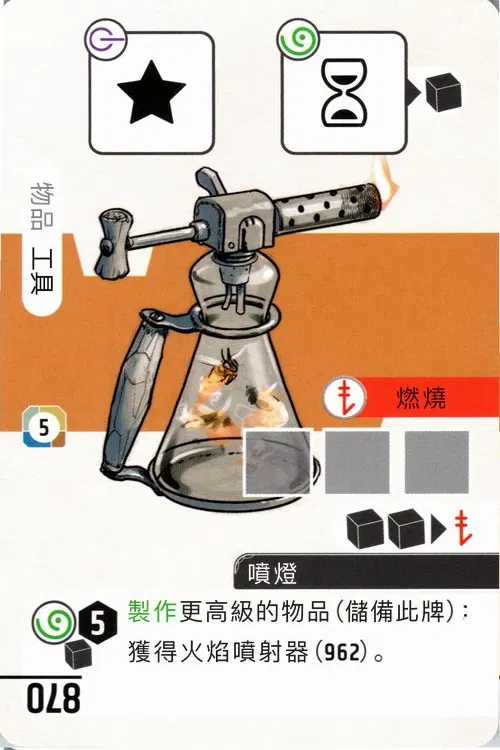 物品 工具
5
燃燒
噴燈
5 製作更高級的物品(儲備此牌):
獲得火焰噴射器(962)。
870